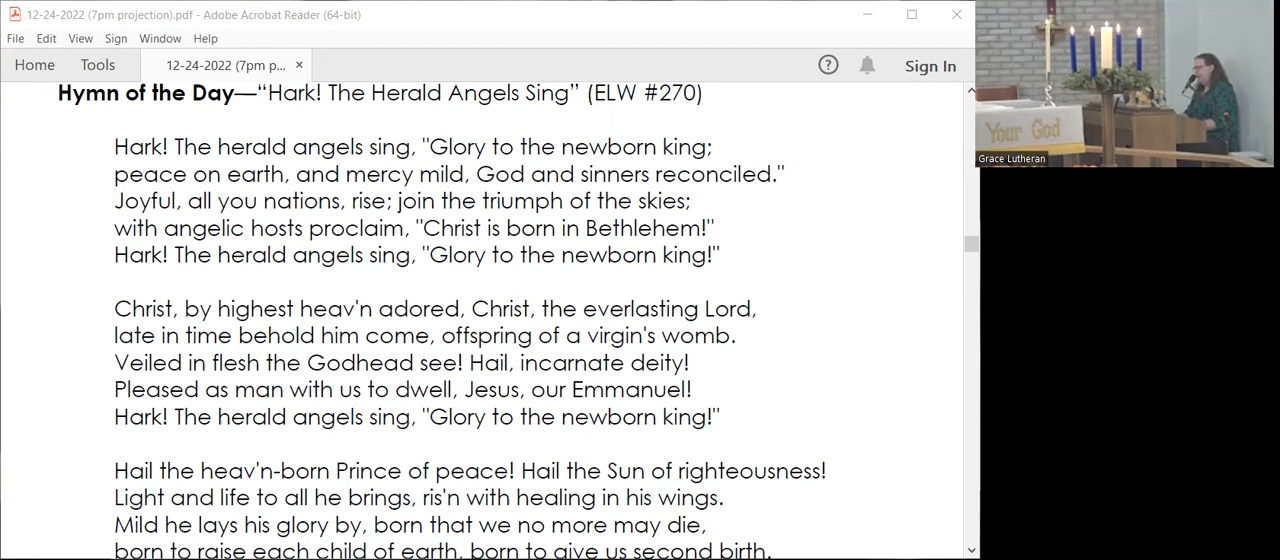 12-24-2022 (7pm projection).pdf - Adobe Acrobat Reader (64-bit)
File Edit View Sign Window Help
Home Tools 12-24-2022 (7pm p... × Sign In
Hymn of the Day—“Hark! The Herald Angels Sing” (ELW #270)
Hark! The herald angels sing, "Glory to the newborn king;
peace on earth, and mercy mild, God and sinners reconciled."
Joyful, all you nations, rise; join the triumph of the skies;
with angelic hosts proclaim, "Christ is born in Bethlehem!"
Hark! The herald angels sing, "Glory to the newborn king!"
Christ, by highest heav'n adored, Christ, the everlasting Lord,
late in time behold him come, offspring of a virgin's womb.
Veiled in flesh the Godhead see! Hail, incarnate deity!
Pleased as man with us to dwell, Jesus, our Emmanuel!
Hark! The herald angels sing, "Glory to the newborn king!"
Hail the heav'n-born Prince of peace! Hail the Sun of righteousness!
Light and life to all he brings, ris'n with healing in his wings.
Mild he lays his glory by, born that we no more may die,
born to raise each child of earth, born to give us second birth.
Your God
Grace Lutheran